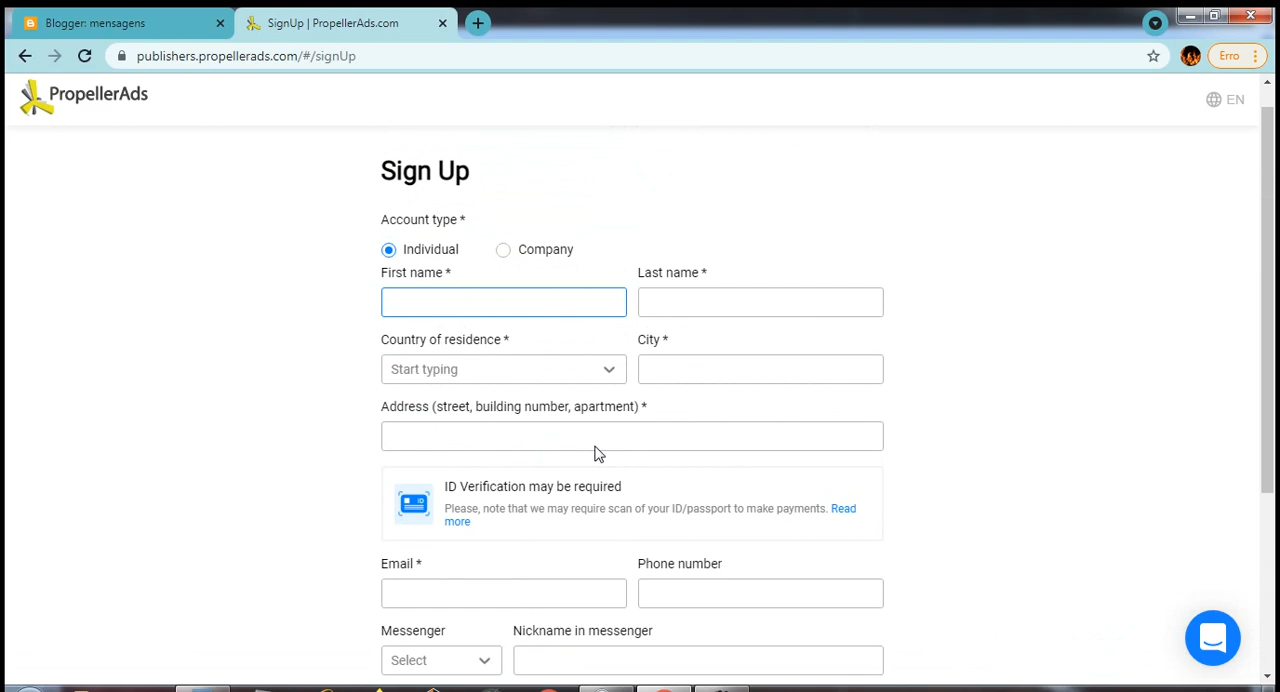 Blogger: mensagens
SignUp | PropellerAds.com
publishers.propellerads.com/#/signUp
Erro
PropellerAds
EN
Sign Up
Account type *
Individual Company
First name * Last name *
Country of residence * City *
Start typing
Address (street, building number, apartment) *
ID
ID Verification may be required
Please, note that we may require scan of your ID/passport to make payments. Read
more
Email * Phone number
Messenger Nickname in messenger
Select